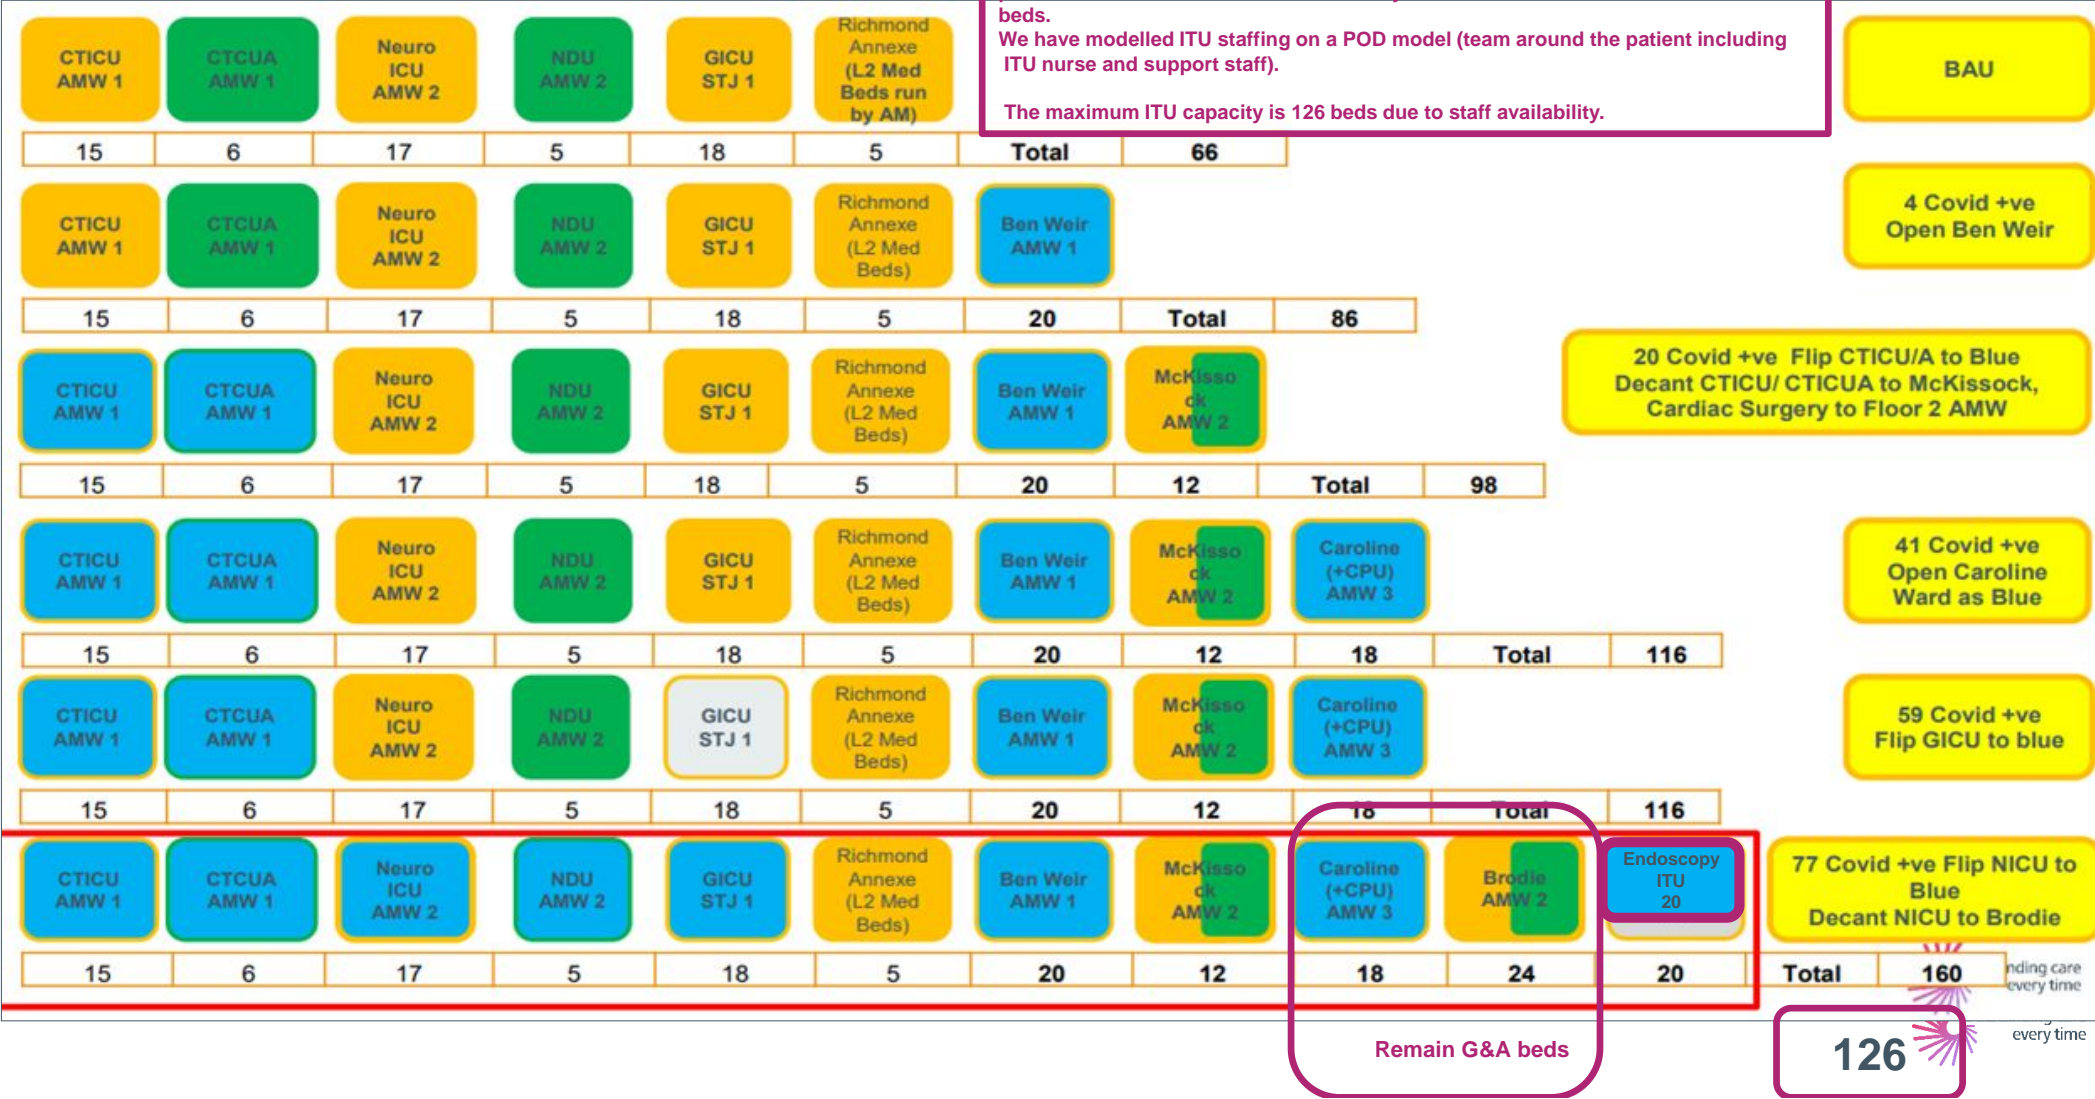 beds.
We have modelled ITU staffing on a POD model (team around the patient including
ITU nurse and support staff).
The maximum ITU capacity is 126 beds due to staff availability.
CTICU
AMW 1
CTCUA
AMW 1
Neuro
ICU
AMW 2
NDU
AMW 2
GICU
STJ 1
Richmond
Annexe
(L2 Med
Beds run
by AM)
BAU
15 6 17 5 18 5 Total 66
CTICU
AMW 1
CTCUA
AMW 1
Neuro
ICU
AMW 2
NDU
AMW 2
GICU
STJ 1
Richmond
Annexe
(L2 Med
Beds)
Ben Weir
AMW 1
4 Covid +ve
Open Ben Weir
15 6 17 5 18 5 20 Total 86
CTICU
AMW 1
CTCUA
AMW 1
Neuro
ICU
AMW 2
NDU
AMW 2
GICU
STJ 1
Richmond
Annexe
(L2 Med
Beds)
Ben Weir
AMW 1
McKisso
ck
AMW 2
20 Covid +ve Flip CTICU/A to Blue
Decant CTICU/ CTICUA to McKissock,
Cardiac Surgery to Floor 2 AMW
15 6 17 5 18 5 20 12 Total 98
CTICU
AMW 1
CTCUA
AMW 1
Neuro
ICU
AMW 2
NDU
AMW 2
GICU
STJ 1
Richmond
Annexe
(L2 Med
Beds)
Ben Weir
AMW 1
McKisso
ck
AMW 2
Caroline
(+CPU)
AMW 3
41 Covid +ve
Open Caroline
Ward as Blue
15 6 17 5 18 5 20 12 18 Total 116
CTICU
AMW 1
CTCUA
AMW 1
Neuro
ICU
AMW 2
NDU
AMW 2
GICU
STJ 1
Richmond
Annexe
(L2 Med
Beds)
Ben Weir
AMW 1
McKisso
ck
AMW 2
Caroline
(+CPU)
AMW 3
59 Covid +ve
Flip GICU to blue
15 6 17 5 18 5 20 12 18 Total 116
CTICU
AMW 1
CTCUA
AMW 1
Neuro
ICU
AMW 2
NDU
AMW 2
GICU
STJ 1
Richmond
Annexe
(L2 Med
Beds)
Ben Weir
AMW 1
McKisso
ck
AMW 2
Caroline
(+CPU)
AMW 3
Brodie
AMW 2
Endoscopy
ITU
20
77 Covid +ve Flip NICU to
Blue
Decant NICU to Brodie
15 6 17 5 18 5 20 12 18 24 20 Total 160
nding care
every time
every time
Remain G&A beds
126